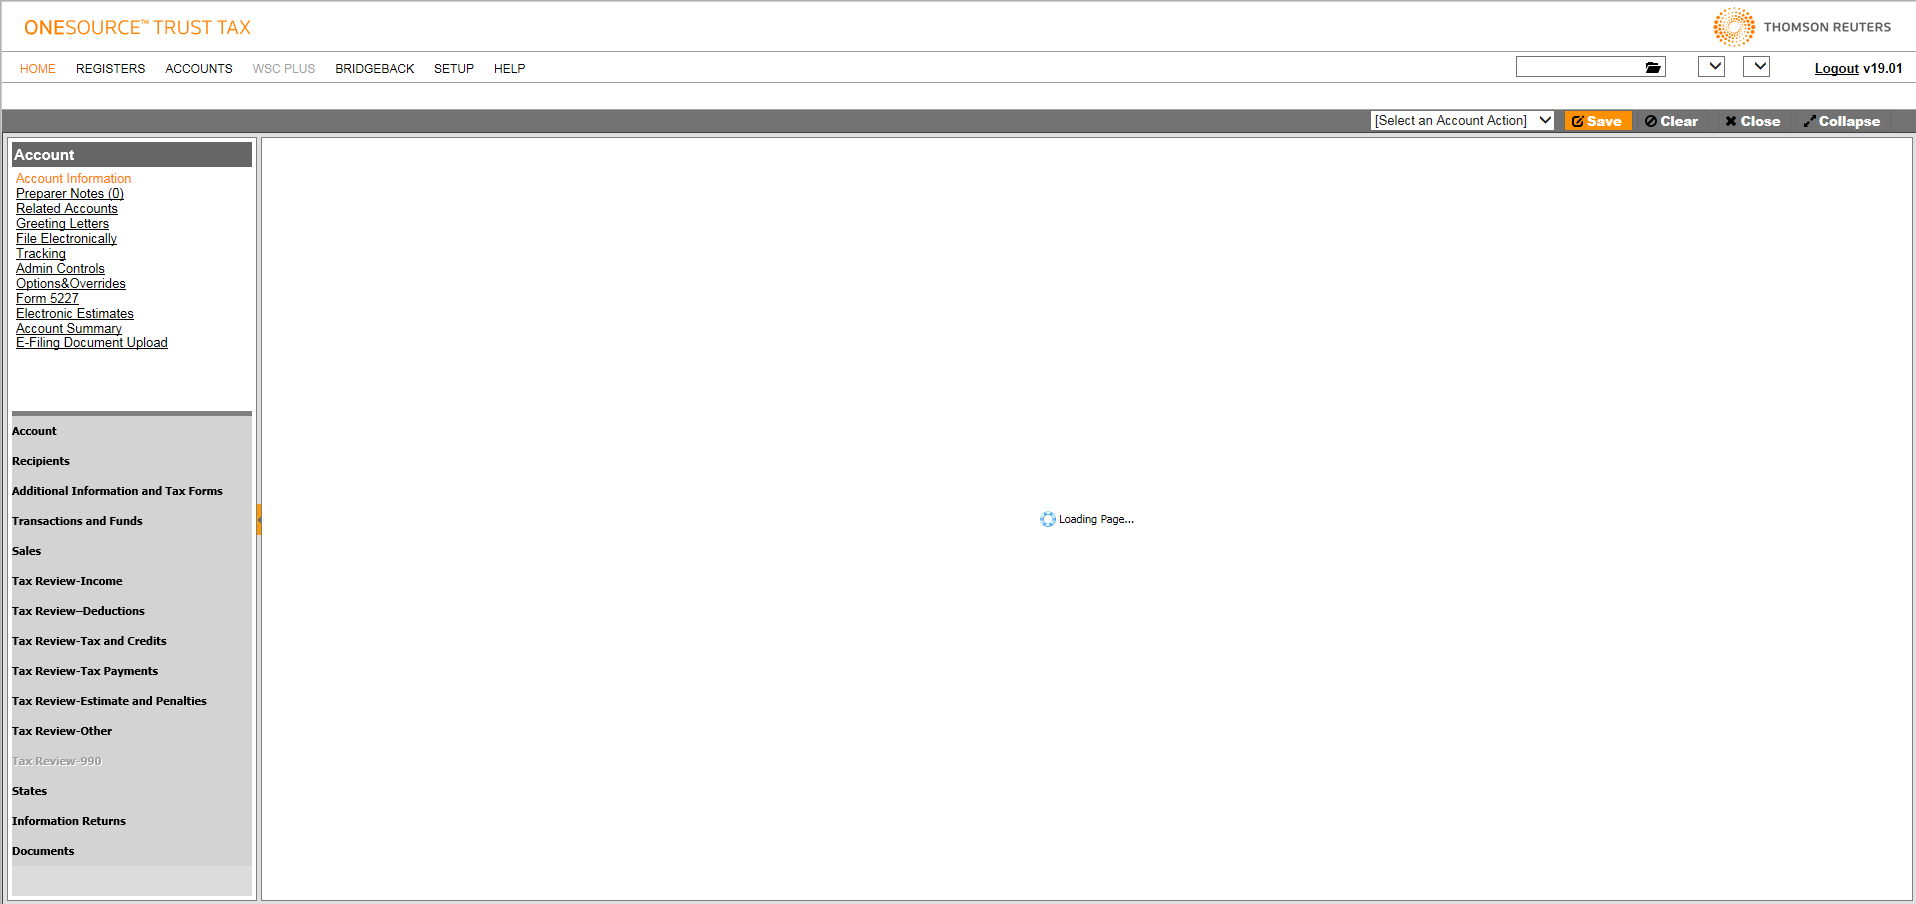 ONESOURCE™ TRUST TAX
THOMSON REUTERS
HOME REGISTERS ACCOUNTS WSC PLUS BRIDGEBACK SETUP HELP
Logout v19.01
[Select an Account Action] Save Clear Close Collapse
Account
Account Information
Preparer Notes (0)
Related Accounts
Greeting Letters
File Electronically
Tracking
Admin Controls
Options&Overrides
Form 5227
Electronic Estimates
Account Summary
E-Filing Document Upload
Account
Recipients
Additional Information and Tax Forms
Transactions and Funds
Sales
Tax Review-Income
Tax Review–Deductions
Tax Review-Tax and Credits
Tax Review-Tax Payments
Tax Review-Estimate and Penalties
Tax Review-Other
Tax Review-990
States
Information Returns
Documents
Loading Page...